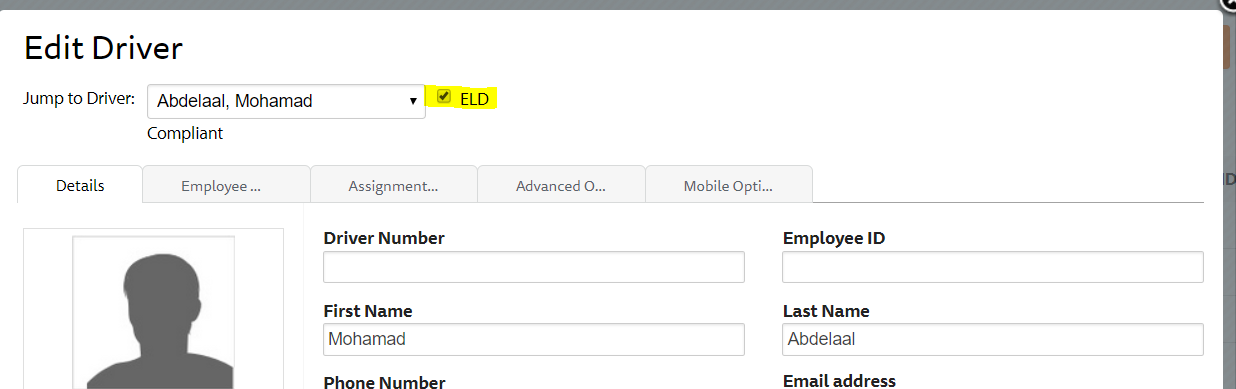 Edit Driver
Jump to Driver: Abdelaal, Mohamad ELD
Compliant
Details Employee ... Assignment... Advanced O... Mobile Opti...
Driver Number Employee ID
First Name Last Name
Mohamad Abdelaal
Phone Number Email address